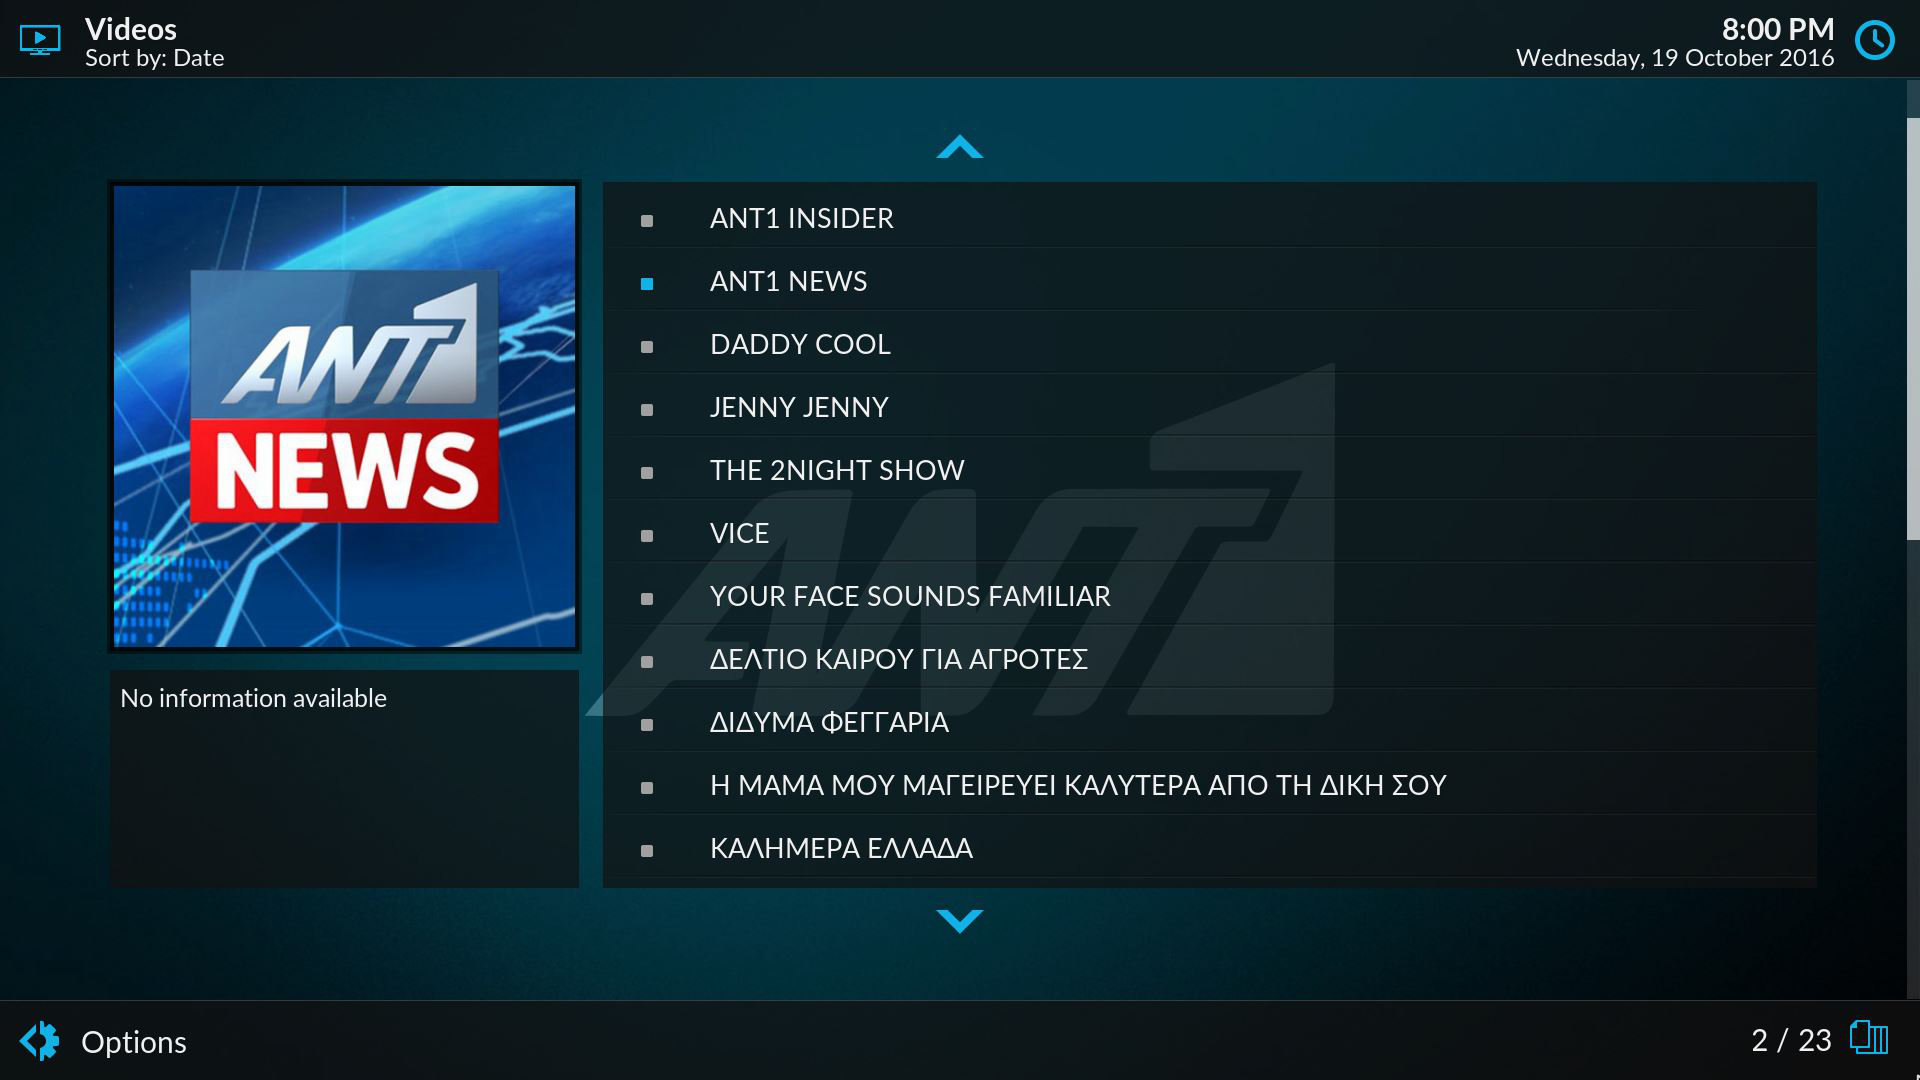 Videos
Sort by: Date
8:00 PM
Wednesday, 19 October 2016
ANT1
NEWS
No information available
ANT1 INSIDER
ANT1 NEWS
DADDY COOL
JENNY JENNY
THE 2NIGHT SHOW
VICE
YOUR FACE SOUNDS FAMILIAR
ΔΕΛΤΙΟ ΚΑΙΡΟΥ ΓΙΑ ΑΓΡΟΤΕΣ
ΔΙΔΥΜΑ ΦΕΓΓΑΡΙΑ
Η ΜΑΜΑ ΜΟΥ ΜΑΓΕΙΡΕΥΕΙ ΚΑΛΥΤΕΡΑ ΑΠΟ ΤΗ ΔΙΚΗ ΣΟΥ
ΚΑΛΗΜΕΡΑ ΕΛΛΑΔΑ
ANT1
Options
2 / 23